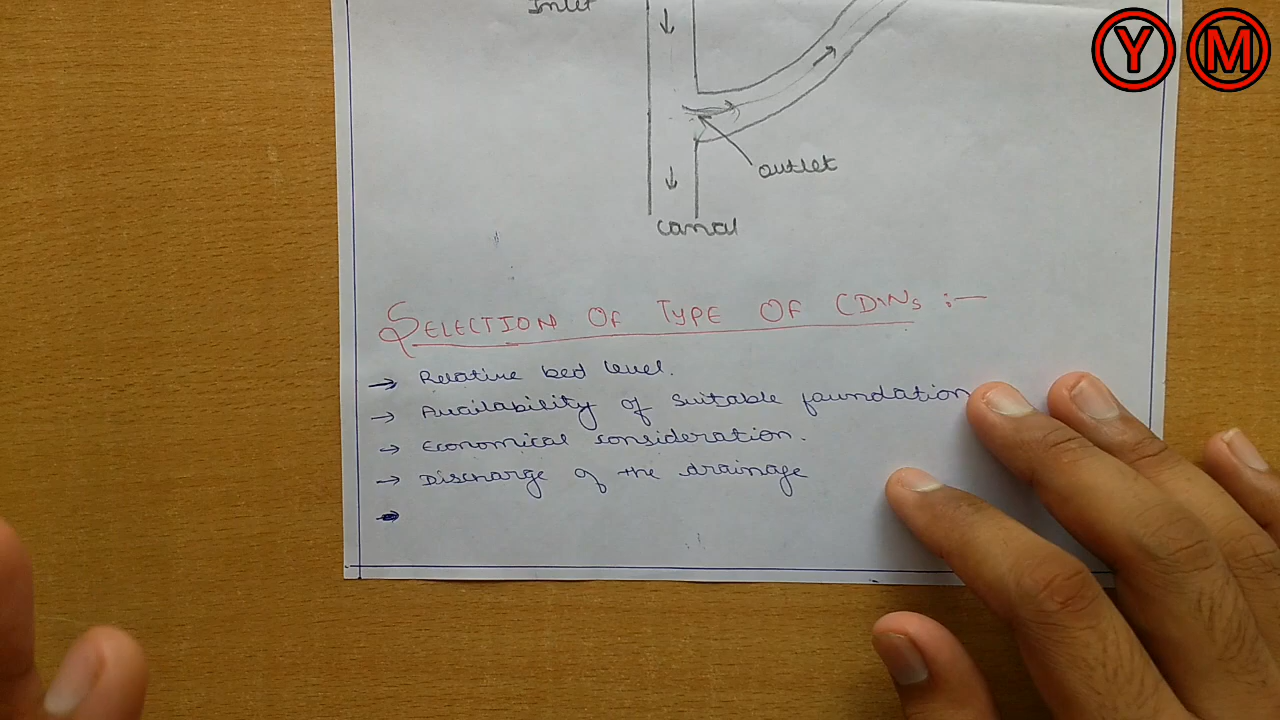 Inlet
Y M
outlet
canal
SELECTION OF TYPE OF CDWs :-
→ Relative bed level.
→ Availability of suitable foundation
→ Economical consideration.
→ Discharge of the drainage